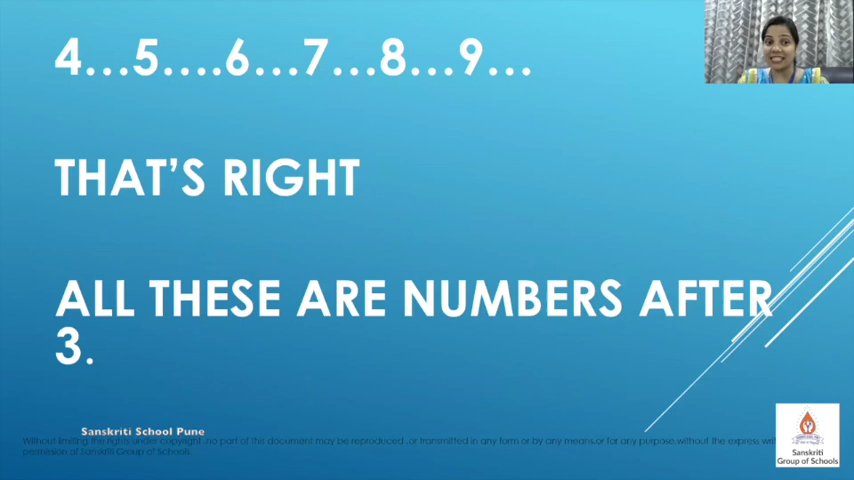 4...5....6...7...8...9...
THAT'S RIGHT
ALL THESE ARE NUMBERS AFTER
3.
Sanskriti School Pune
Without limiting the rights under copyright ,no part of this document may be reproduced ,or transmitted in any form or by any means,or for any purpose,without the express
permission of Sanskriti Group of Schools.
Sanskriti
Group of Schools